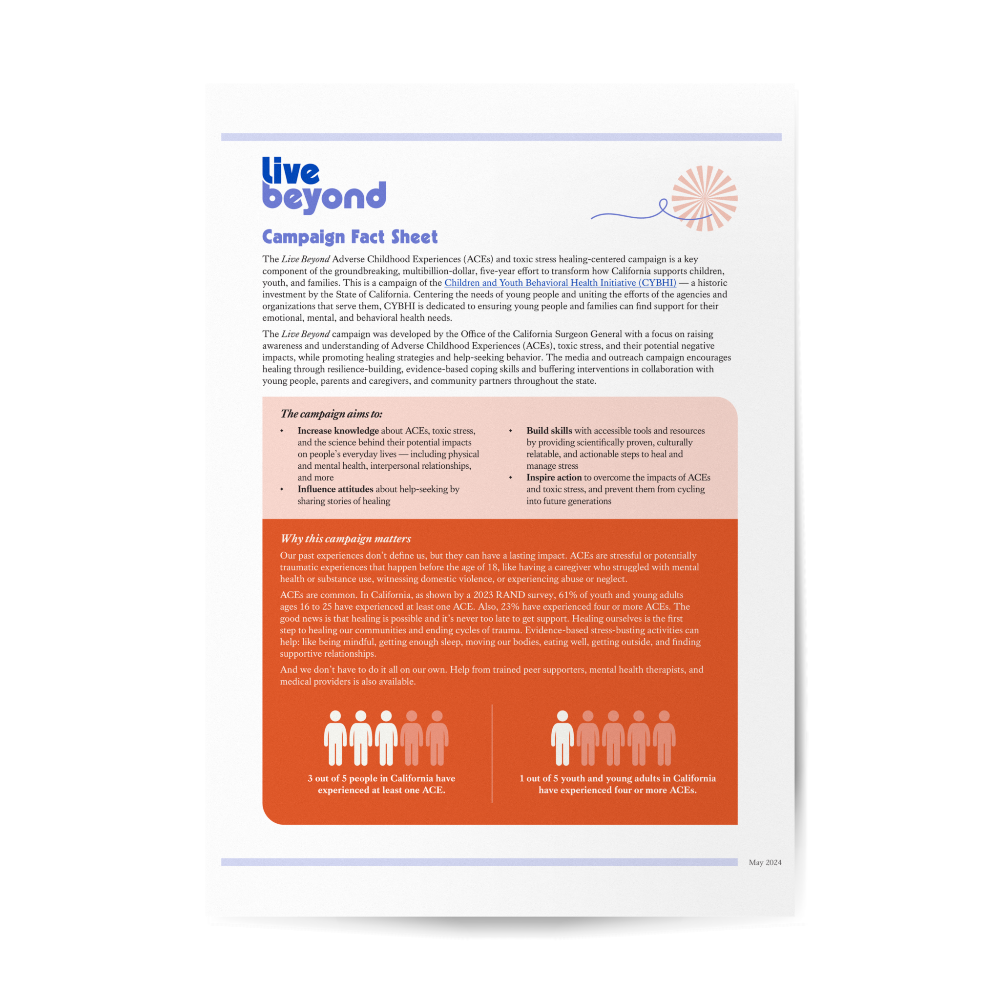 live
beyond
Campaign Fact Sheet
The Live Beyond Adverse Childhood Experiences (ACEs) and toxic stress healing-centered campaign is a key
component of the groundbreaking, multibillion-dollar, five-year effort to transform how California supports children,
youth, and families. This is a campaign of the Children and Youth Behavioral Health Initiative (CYBHI) — a historic
investment by the State of California. Centering the needs of young people and uniting the efforts of the agencies and
organizations that serve them, CYBHI is dedicated to ensuring young people and families can find support for their
emotional, mental, and behavioral health needs.
The Live Beyond campaign was developed by the Office of the California Surgeon General with a focus on raising
awareness and understanding of Adverse Childhood Experiences (ACEs), toxic stress, and their potential negative
impacts, while promoting healing strategies and help-seeking behavior. The media and outreach campaign encourages
healing through resilience-building, evidence-based coping skills and buffering interventions in collaboration with
young people, parents and caregivers, and community partners throughout the state.
The campaign aims to:
• Increase knowledge about ACEs, toxic stress,
and the science behind their potential impacts
on people's everyday lives — including physical
and mental health, interpersonal relationships,
and more
• Influence attitudes about help-seeking by
sharing stories of healing
• Build skills with accessible tools and resources
by providing scientifically proven, culturally
relatable, and actionable steps to heal and
manage stress
• Inspire action to overcome the impacts of ACEs
and toxic stress, and prevent them from cycling
into future generations
Why this campaign matters
Our past experiences don't define us, but they can have a lasting impact. ACEs are stressful or potentially
traumatic experiences that happen before the age of 18, like having a caregiver who struggled with mental
health or substance use, witnessing domestic violence, or experiencing abuse or neglect.
ACEs are common. In California, as shown by a 2023 RAND survey, 61% of youth and young adults
ages 16 to 25 have experienced at least one ACE. Also, 23% have experienced four or more ACEs. The
good news is that healing is possible and it's never too late to get support. Healing ourselves is the first
step to healing our communities and ending cycles of trauma. Evidence-based stress-busting activities can
help: like being mindful, getting enough sleep, moving our bodies, eating well, getting outside, and finding
supportive relationships.
And we don't have to do it all on our own. Help from trained peer supporters, mental health therapists, and
medical providers is also available.
3 out of 5 people in California have
experienced at least one ACE.
1 out of 5 youth and young adults in California
have experienced four or more ACEs.
May 2024